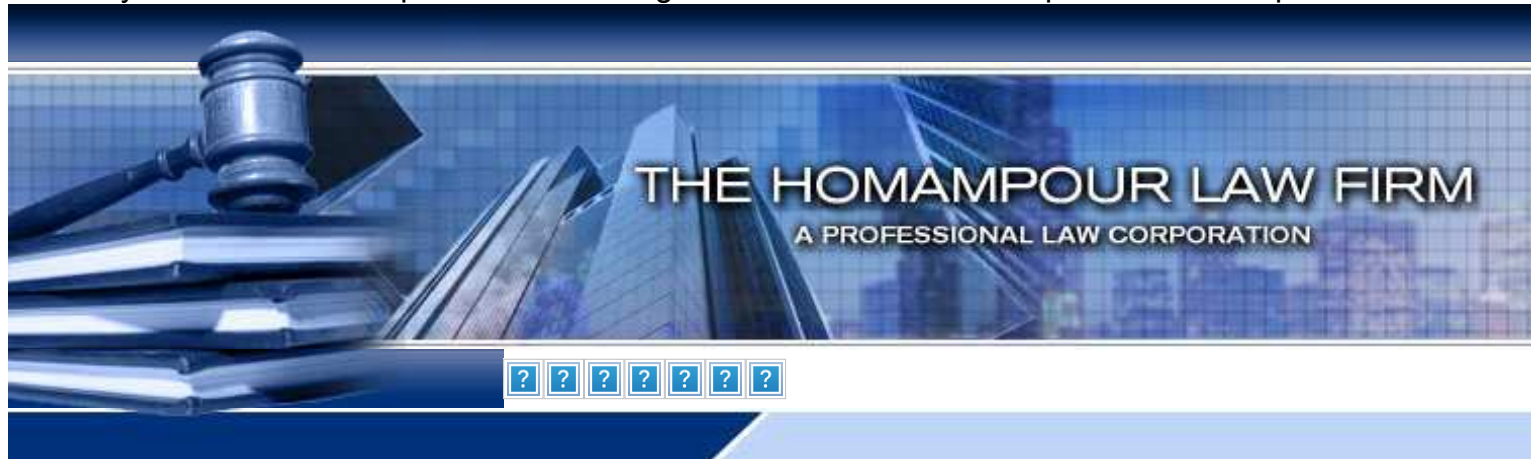 THE HOMAMPOUR LAW FIRM
A PROFESSIONAL LAW CORPORATION
? ? ? ? ? ? ?